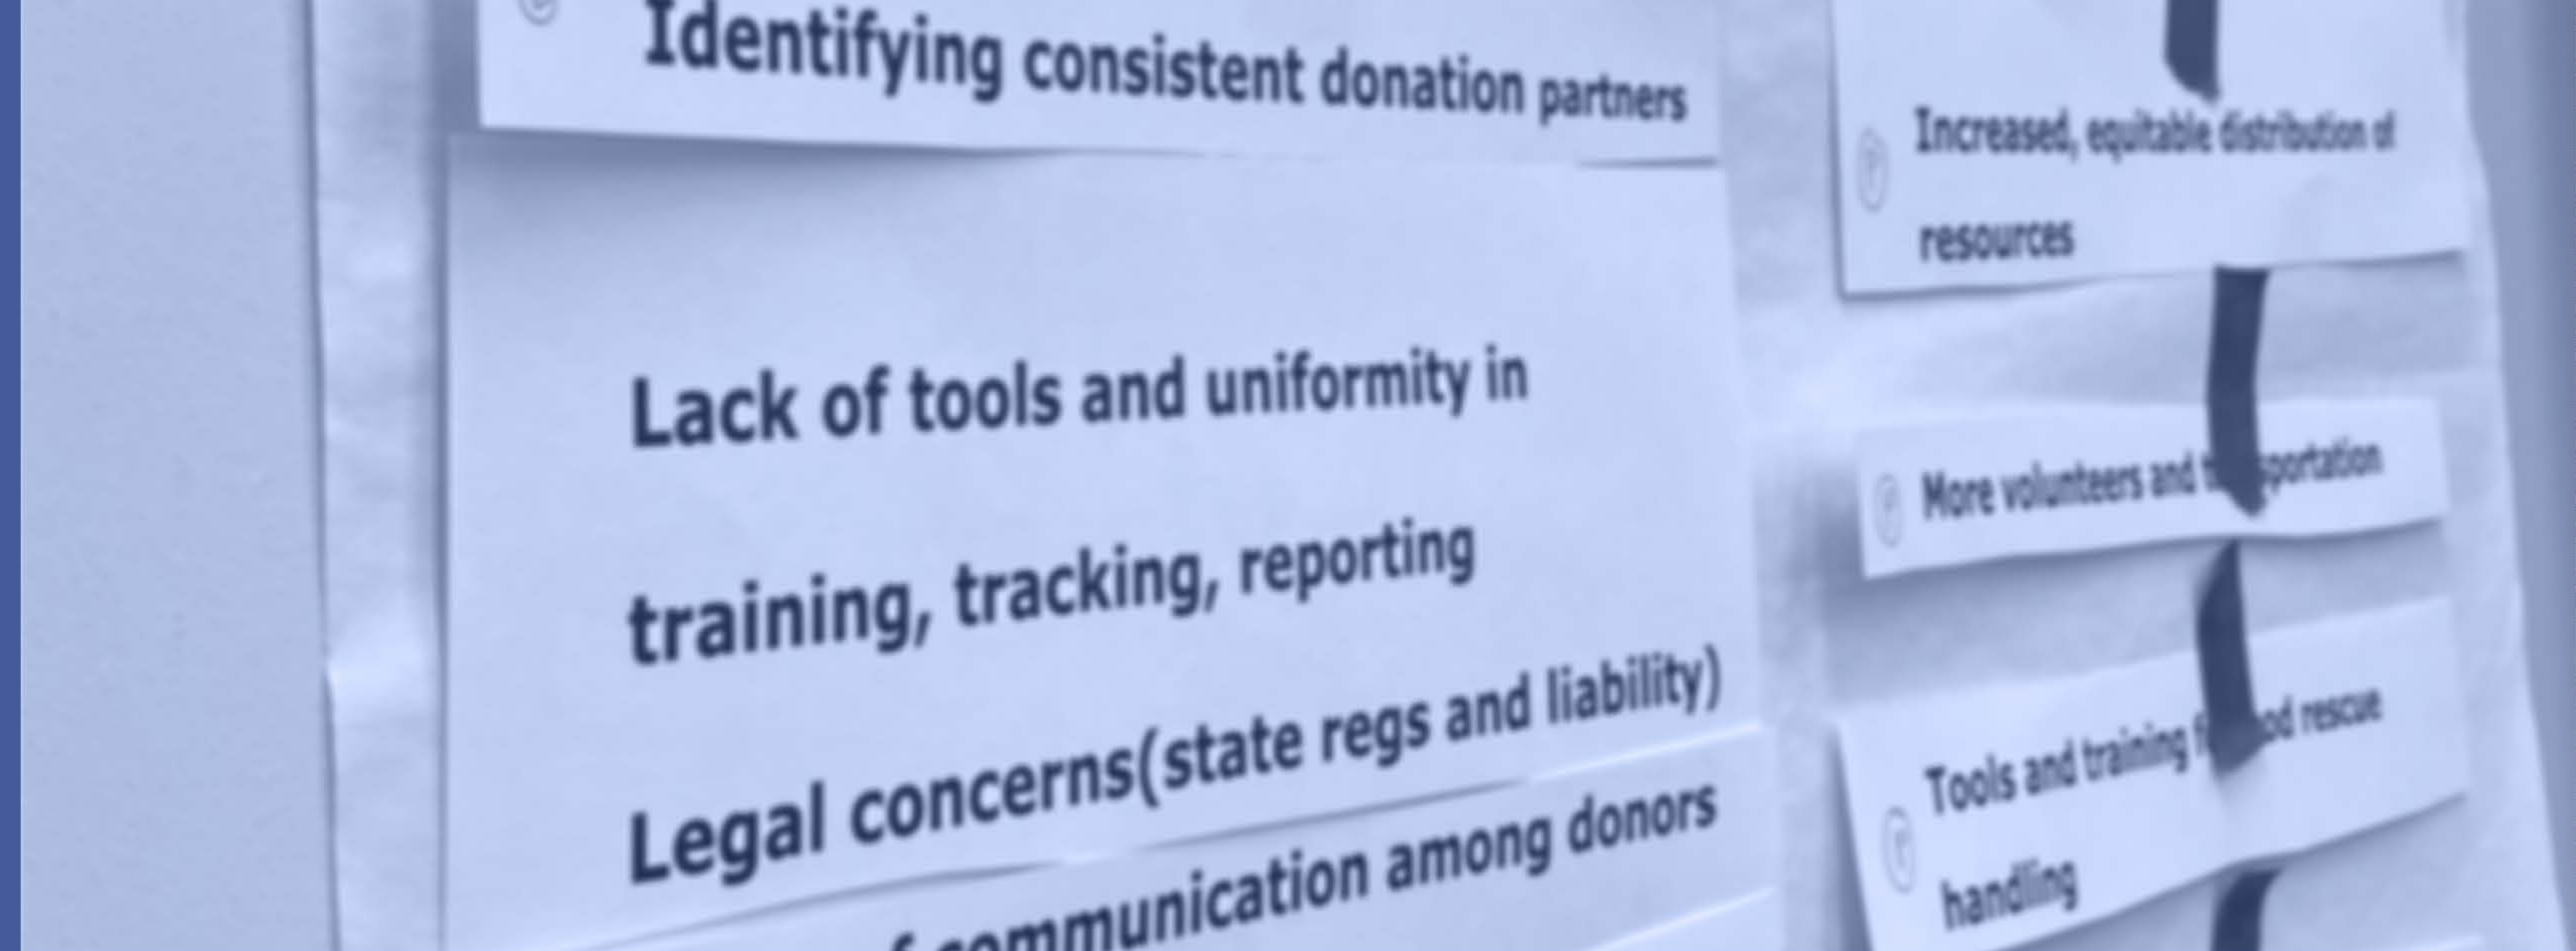 Identifying consistent donation partners
Lack of tools and uniformity in
training, tracking, reporting
Legal concerns(state regs and liability)
communication among donors
Increased, equitable distribution of
resources
More volunteers and
Tools and training rescue
handling